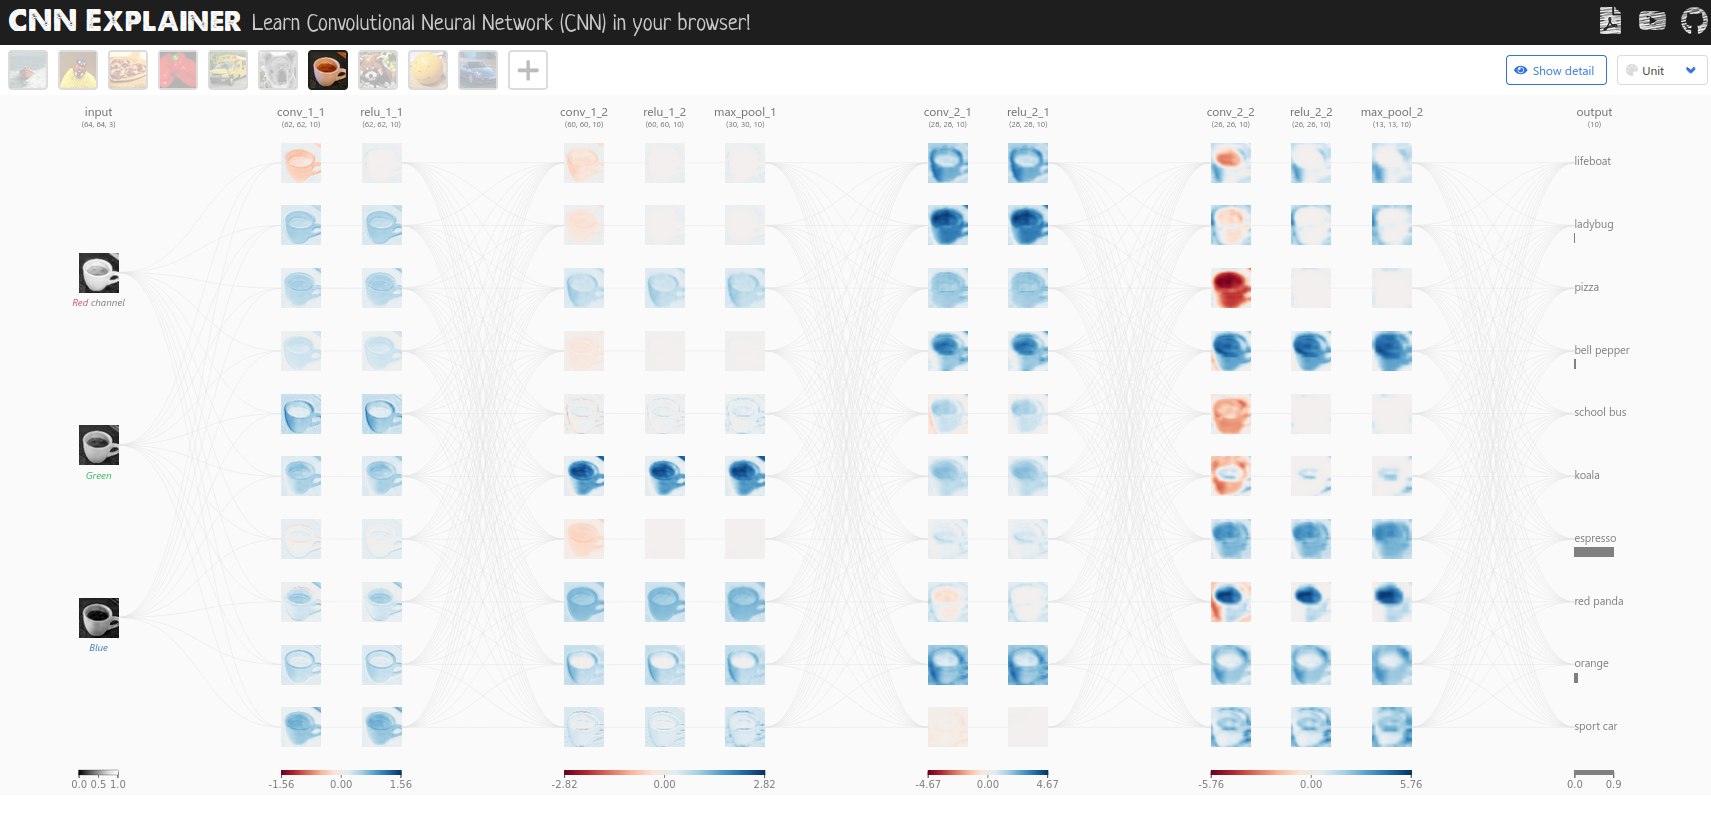 CNN EXPLAINER Learn Convolutional Neural Network (CNN) in your browser!
Show detail
Unit
input conv_1_1 relu_1_1 conv_1_2 relu_1_2 max_pool_1 conv_2_1 relu_2_1 conv_2_2 relu_2_2 max_pool_2 output
(64, 64, 3) (62, 62, 10) (62, 62, 10) (60, 60, 10) (60, 60, 10) (30, 30, 10) (28, 28, 10) (28, 28, 10) (26, 26, 10) (26, 26, 10) (13, 13, 10) (10)
lifeboat
ladybug
pizza
Red channel
bell pepper
school bus
Green
koala
espresso
red panda
Blue
orange
sport car
0.0 0.5 1.0 -1.56 0.00 1.56 -2.82 0.00 2.82 -4.67 0.00 4.67 -5.76 0.00 5.76 0.0 0.9